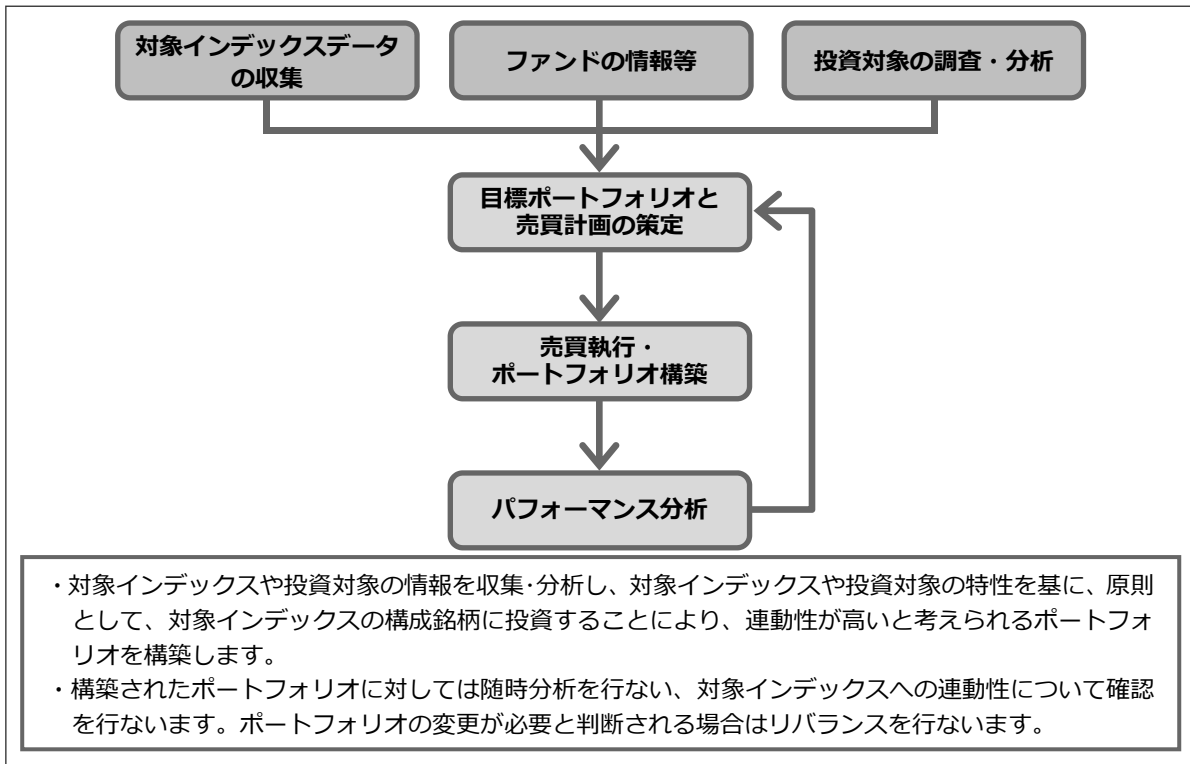 対象インデックスデータ
の収集
ファンドの情報等
投資対象の調査・分析
目標ポートフォリオと
売買計画の策定
売買執行・
ポートフォリオ構築
パフォーマンス分析
・対象インデックスや投資対象の情報を収集･分析し、対象インデックスや投資対象の特性を基に、原則
として、対象インデックスの構成銘柄に投資することにより、連動性が高いと考えられるポートフォ
リオを構築します。
・構築されたポートフォリオに対しては随時分析を行ない、対象インデックスへの連動性について確認
を行ないます。ポートフォリオの変更が必要と判断される場合はリバランスを行ないます。